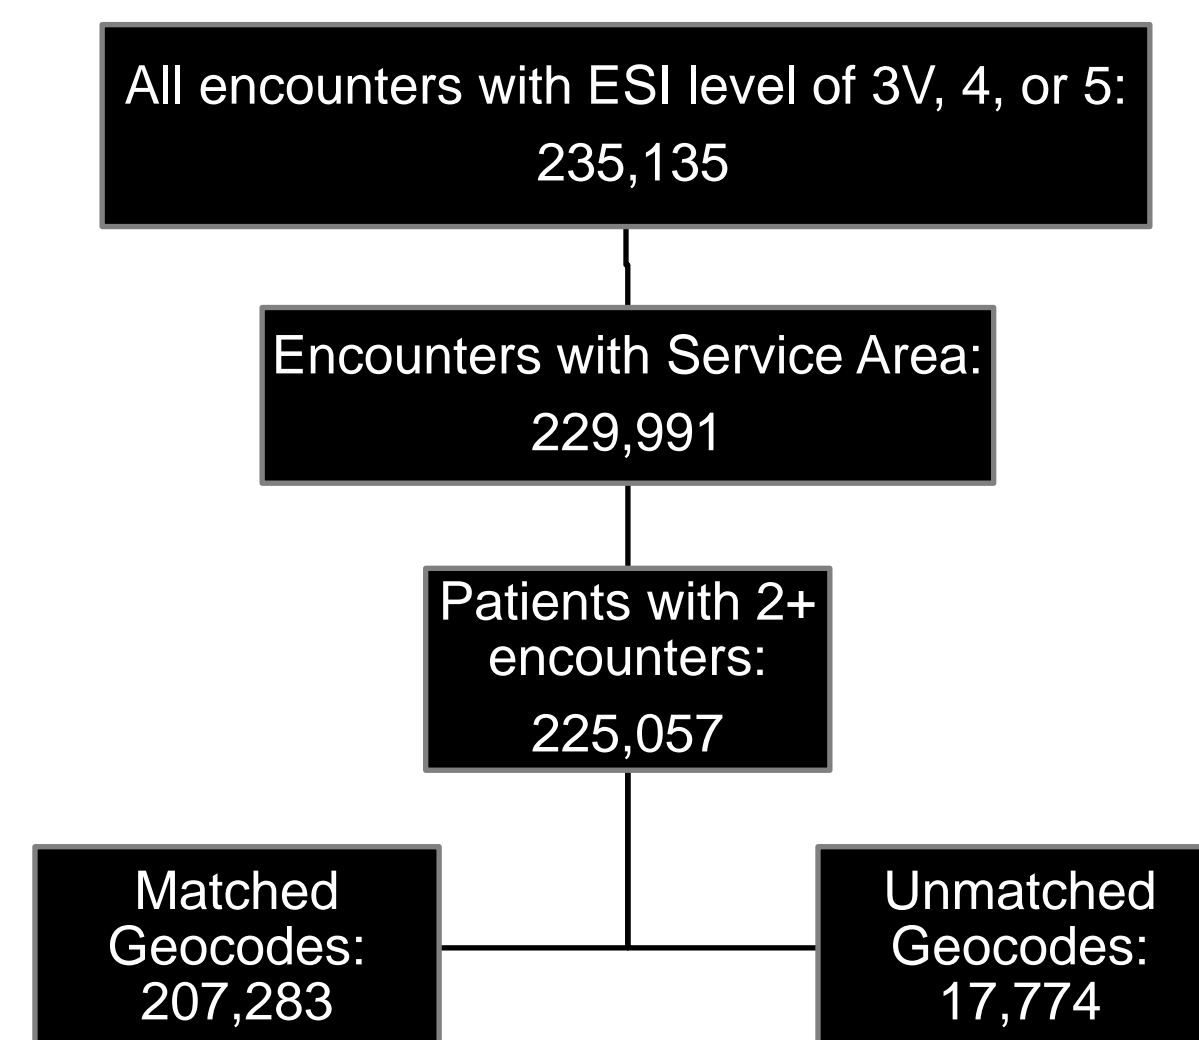 All encounters with ESI level of 3V, 4, or 5:
235,135
Encounters with Service Area:
229,991
Patients with 2+
encounters:
225,057
Matched
Geocodes:
207,283
Unmatched
Geocodes:
17,774